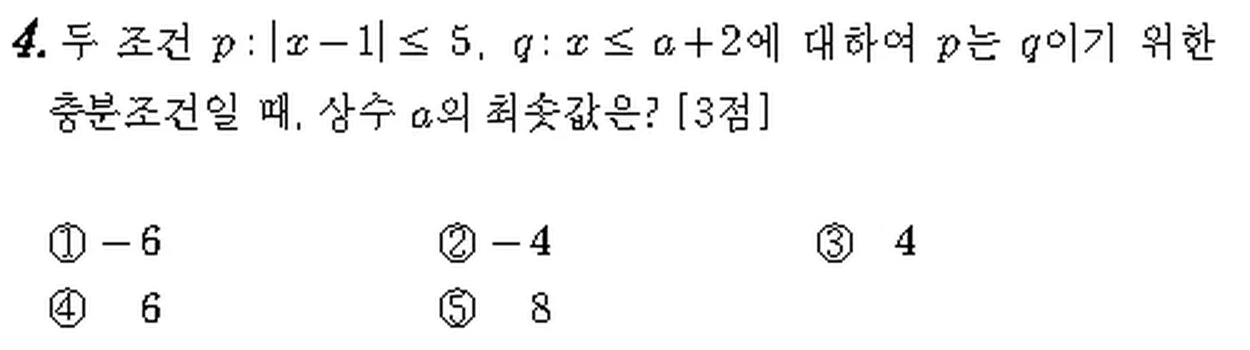 4. 두 조건 p : |x－1| ≤ 5, q : x ≤ a＋2에 대하여 p는 q이기 위한
충분조건일 때, 상수 a의 최솟값은? [3점]
① －6 ② －4 ③ 4
④ 6 ⑤ 8